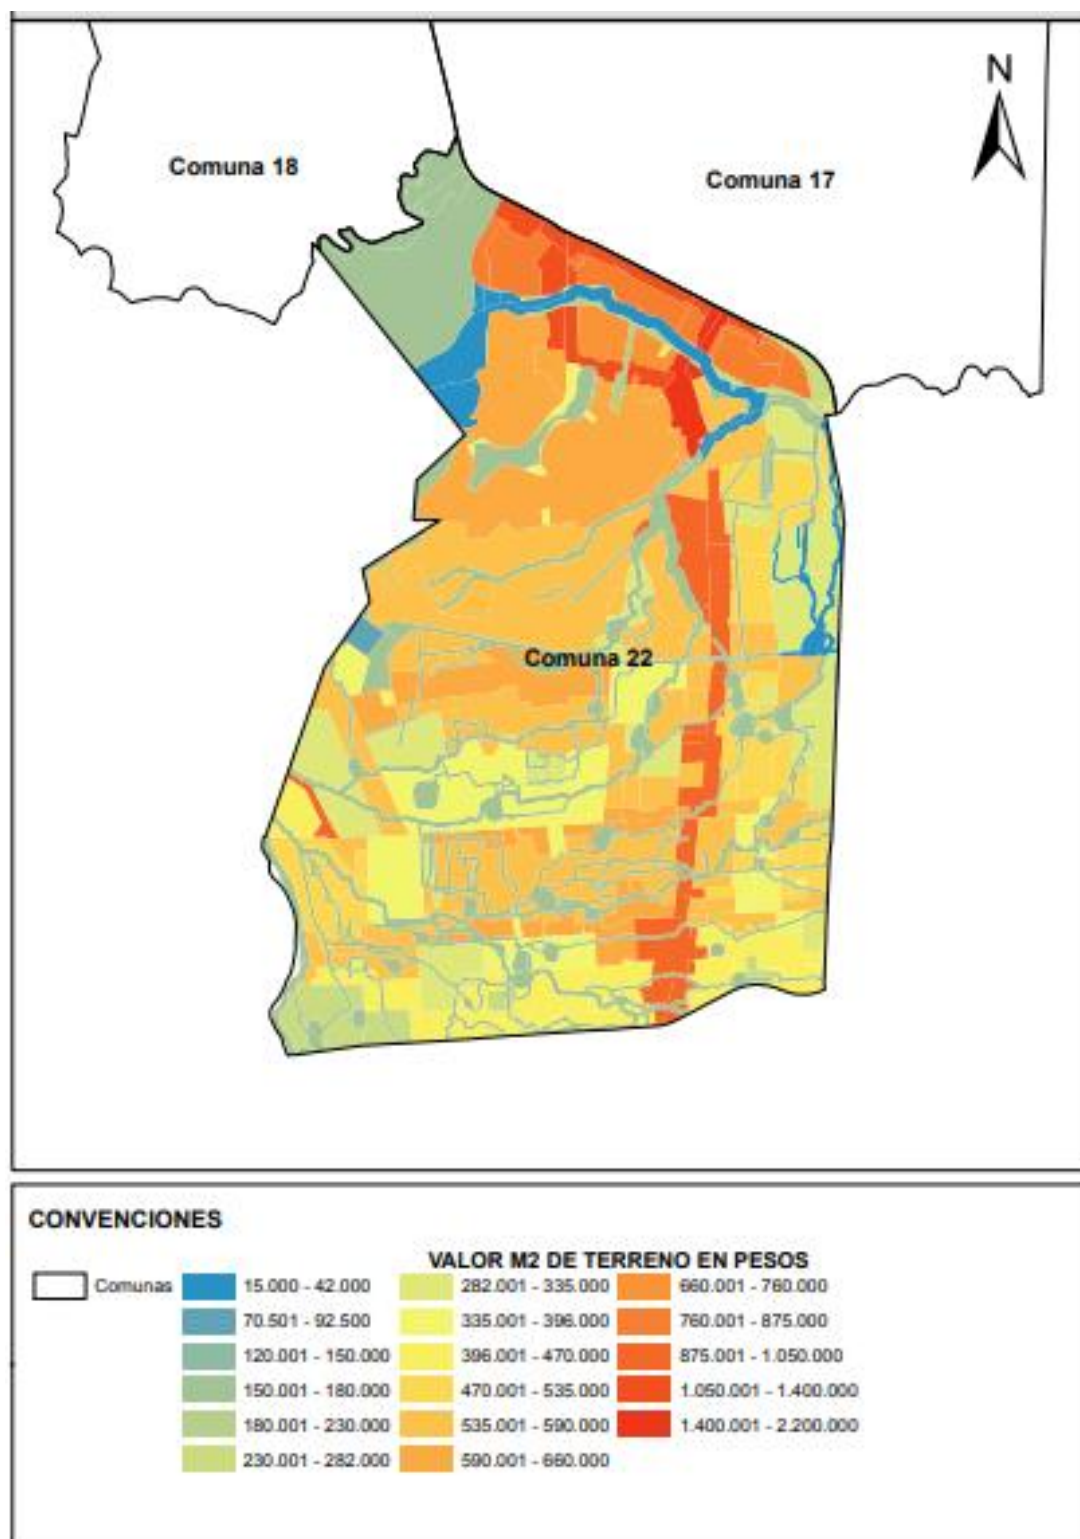 N
Comuna 18
Comuna 17
Comuna 22
CONVENCIONES
VALOR M2 DE TERRENO EN PESOS
Comunas
15.000 - 42.000
70.501 - 92.500
120.001 - 150.000
150.001 - 180.000
180.001 - 230.000
230.001 - 282.000
282.001 - 335.000
335.001 - 396.000
396.001 - 470.000
470.001 - 535.000
535.001 - 590.000
590.001 - 660.000
660.001 - 760.000
760.001 - 875.000
875.001 - 1.050.000
1.050.001 - 1.400.000
1.400.001 - 2.200.000